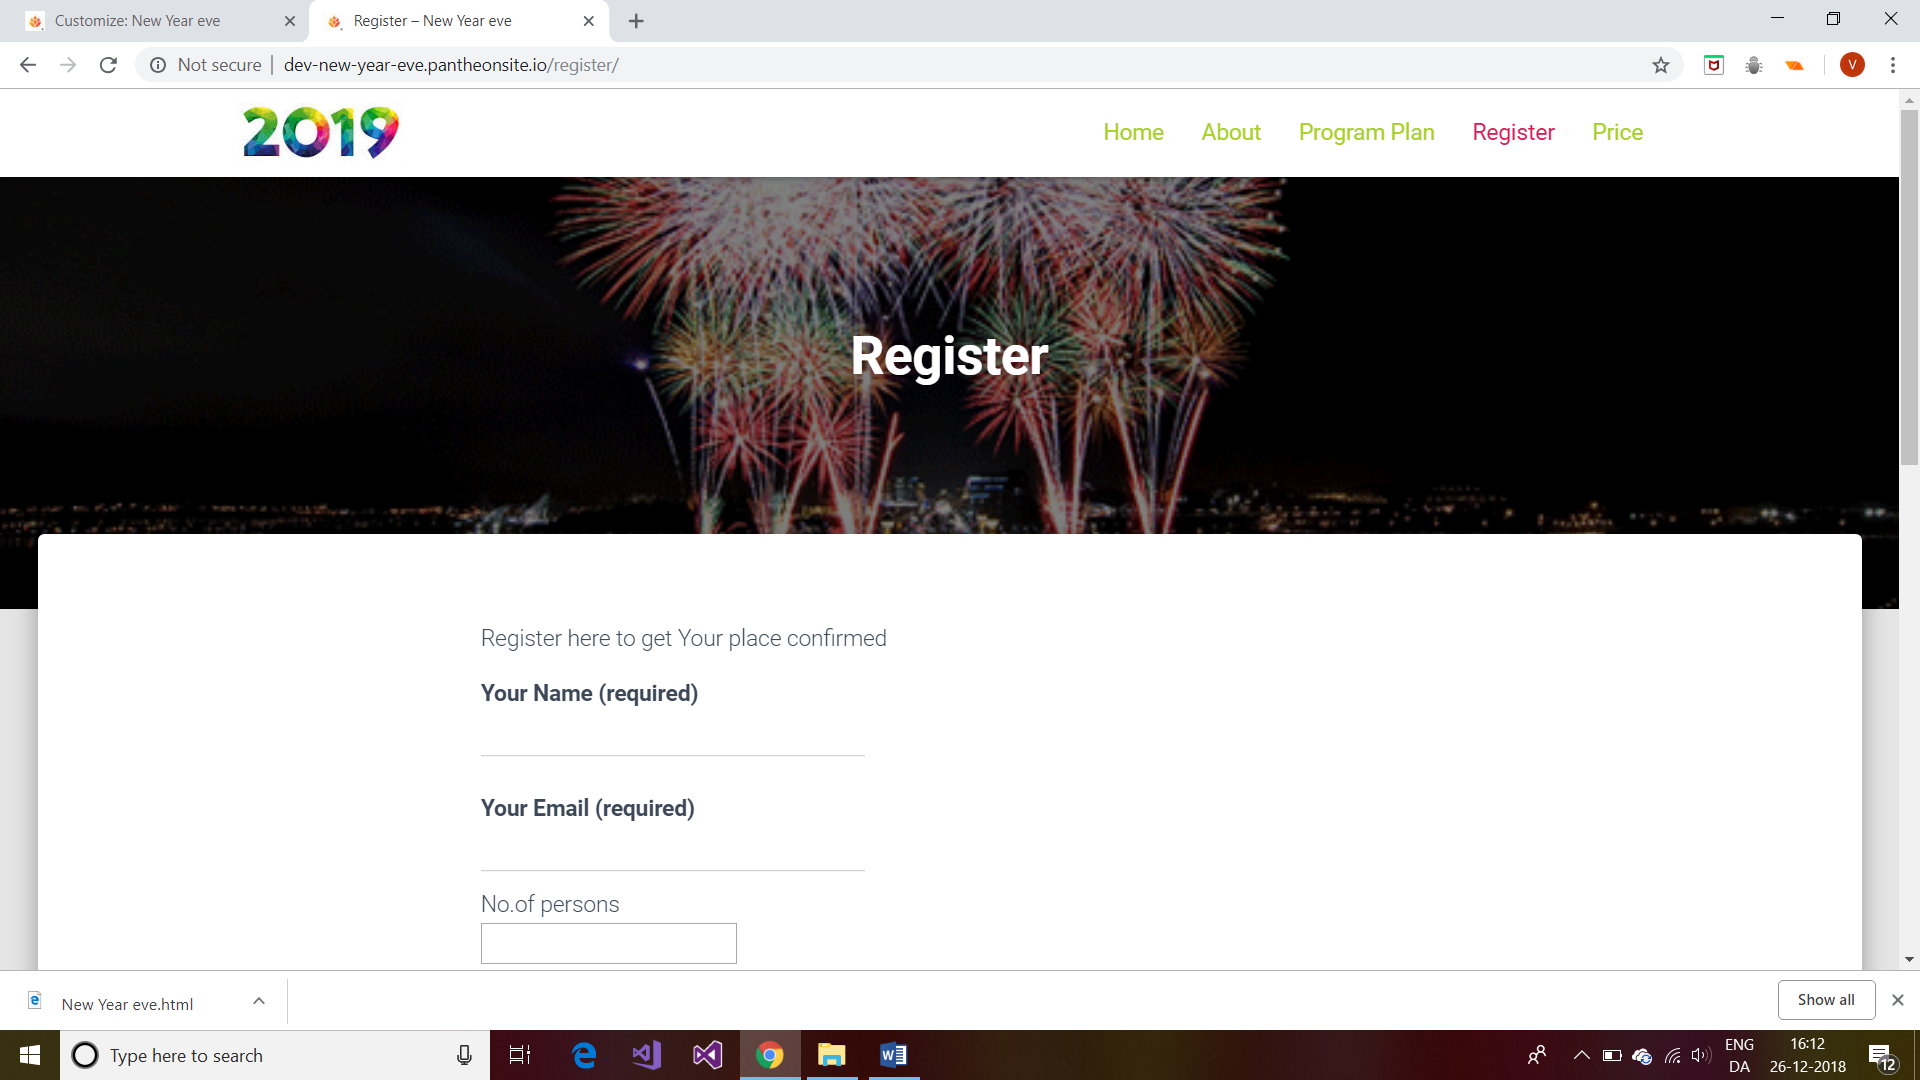 Customize: New Year eve
Register – New Year eve
Not secure
dev-new-year-eve.pantheonsite.io/register/
V
2019
Home
About
Program Plan
Register
Price
Register
Register here to get Your place confirmed
Your Name (required)
Your Email (required)
No.of persons
New Year eve.html
Show all
Type here to search
ENG
DA
16:12
26-12-2018
12